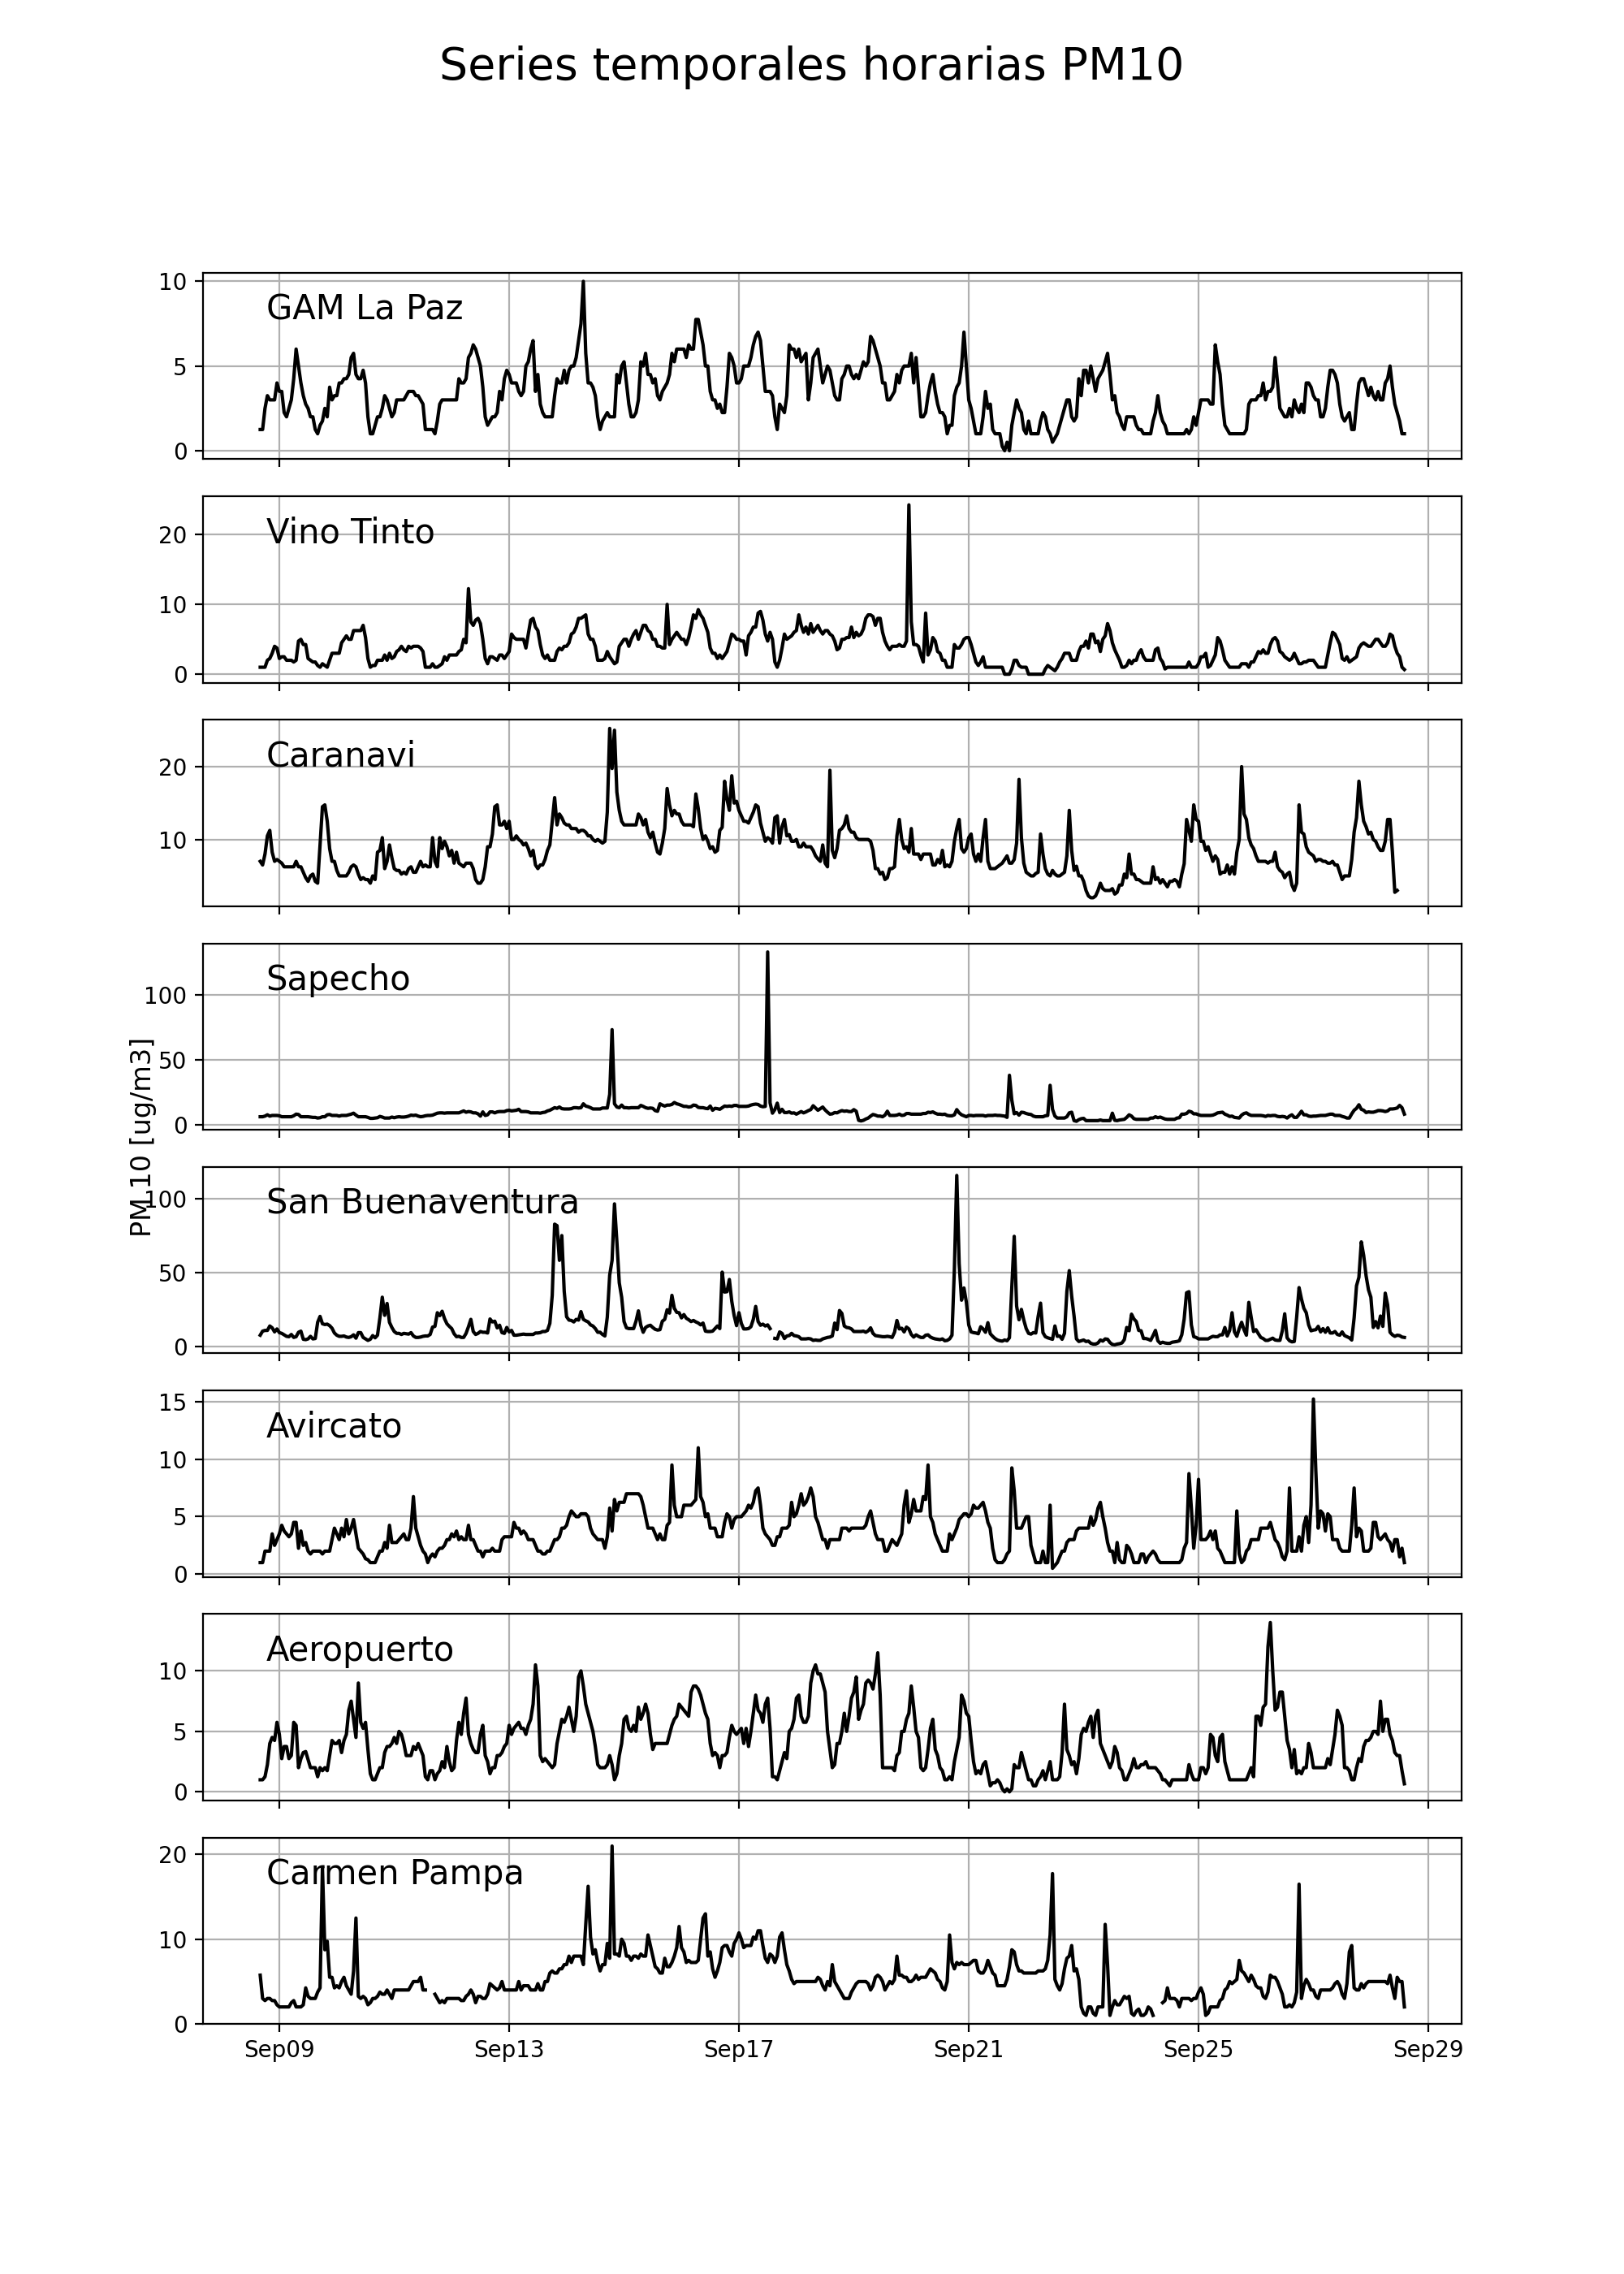 Series temporales horarias PM10
GAM La Paz
10
5
0
Vino Tinto
20
10
0
Caranavi
20
10
Sapecho
100
50
0
PM 10 [ug/m3]
San Buenaventura
100
50
0
Avircato
15
10
5
0
Aeropuerto
10
5
0
Carmen Pampa
20
10
0
Sep09 Sep13 Sep17 Sep21 Sep25 Sep29